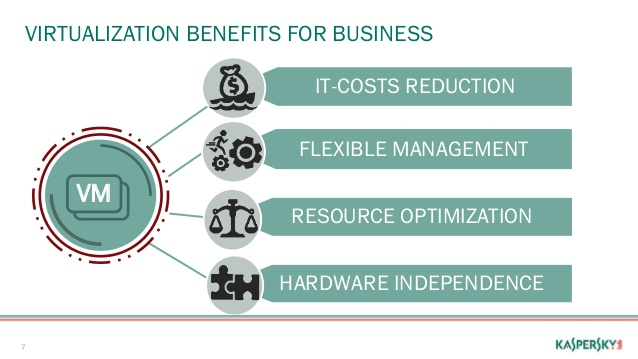 VIRTUALIZATION BENEFITS FOR BUSINESS
$
IT-COSTS REDUCTION
FLEXIBLE MANAGEMENT
VM
RESOURCE OPTIMIZATION
HARDWARE INDEPENDENCE
7
KASPERSKY